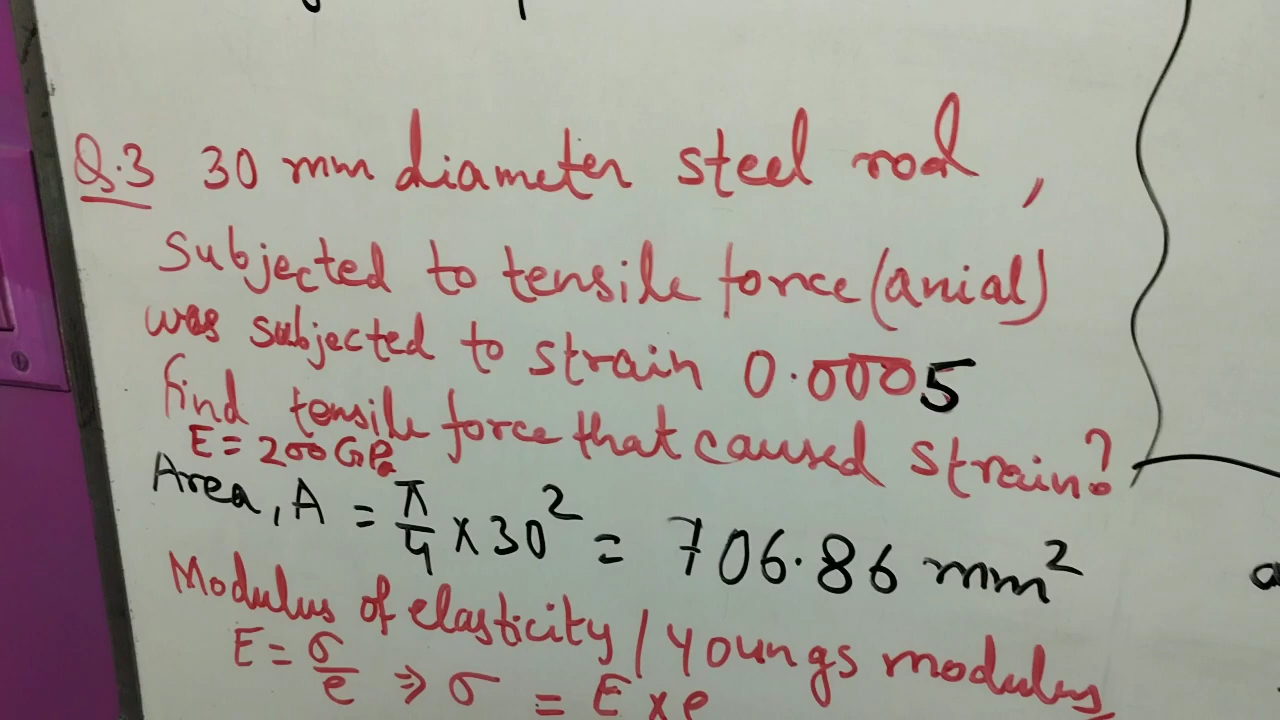 Q.3 30 mm diameter steel rod,
subjected to tensile force (axial)
was subjected to strain 0.0005
find tensile force that caused strain?
E = 200 GPa
Area, A = π/4 × 30² = 706.86 mm²
Modulus of elasticity / youngs modulus,
E = σ/e ⇒ σ = E × e